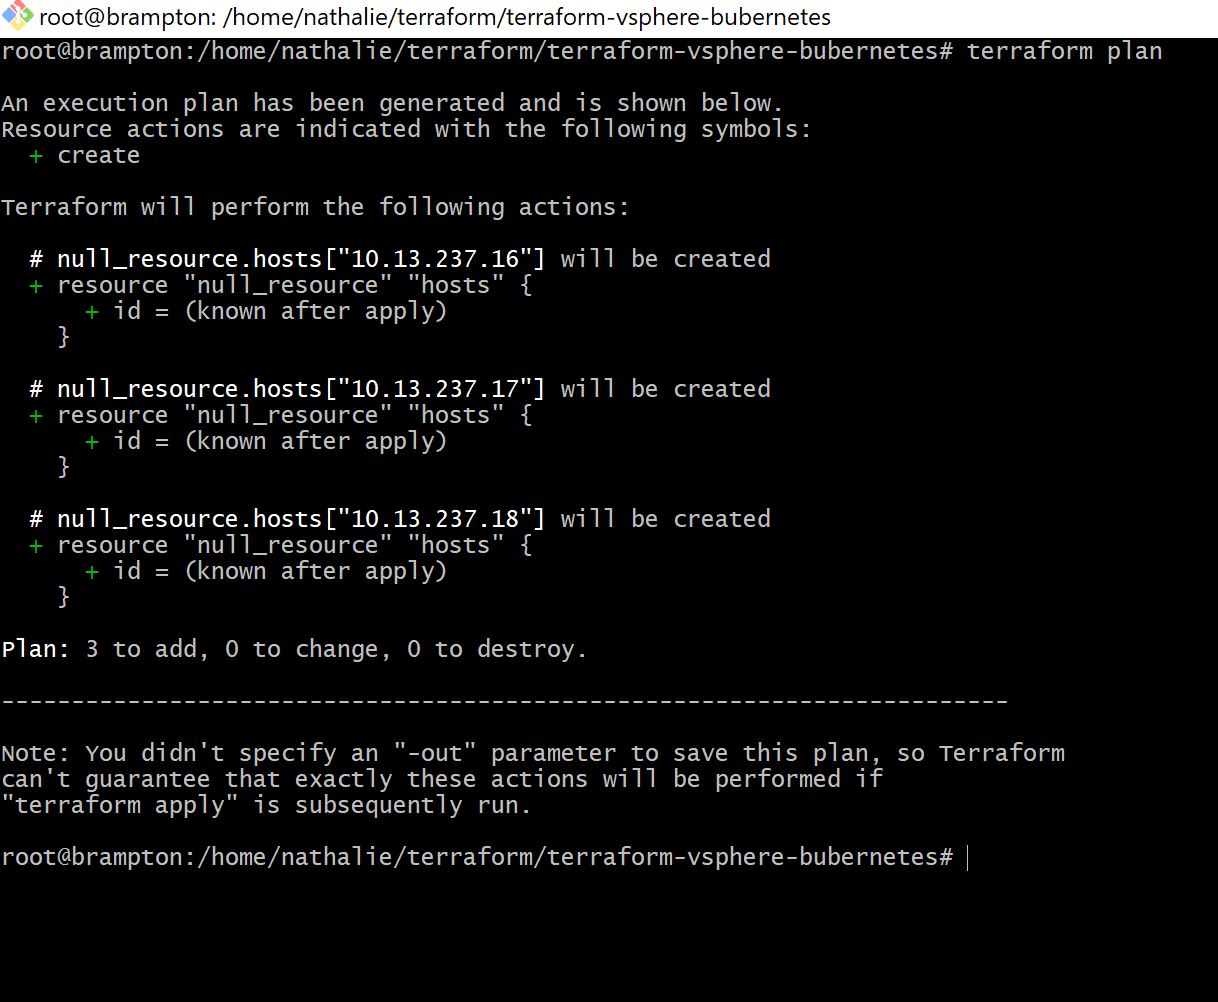 root@brampton: /home/nathalie/terraform/terraform-vsphere-bubernetes
root@brampton:/home/nathalie/terraform/terraform-vsphere-bubernetes# terraform plan
An execution plan has been generated and is shown below.
Resource actions are indicated with the following symbols:
  + create
Terraform will perform the following actions:
  # null_resource.hosts["10.13.237.16"] will be created
  + resource "null_resource" "hosts" {
      + id = (known after apply)
    }
  # null_resource.hosts["10.13.237.17"] will be created
  + resource "null_resource" "hosts" {
      + id = (known after apply)
    }
  # null_resource.hosts["10.13.237.18"] will be created
  + resource "null_resource" "hosts" {
      + id = (known after apply)
    }
Plan: 3 to add, 0 to change, 0 to destroy.
------------------------------------------------------------------------
Note: You didn't specify an "-out" parameter to save this plan, so Terraform
can't guarantee that exactly these actions will be performed if
"terraform apply" is subsequently run.
root@brampton:/home/nathalie/terraform/terraform-vsphere-bubernetes#